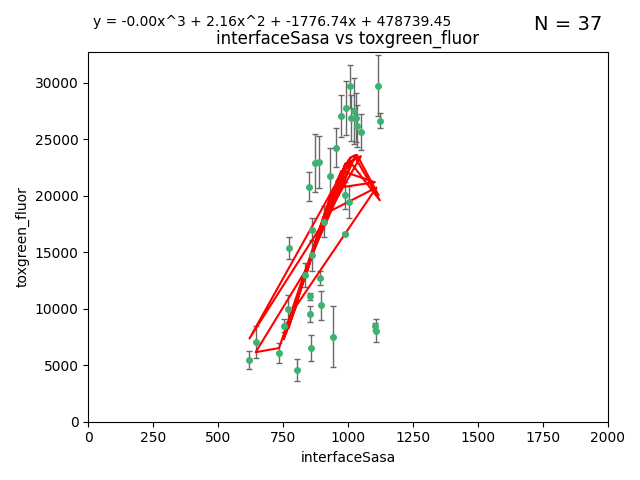 y = -0.00x^3 + 2.16x^2 + -1776.74x + 478739.45
N = 37
interfaceSasa vs toxgreen_fluor
30000
25000
20000
15000
10000
5000
0
toxgreen_fluor
0 250 500 750 1000 1250 1500 1750 2000
interfaceSasa